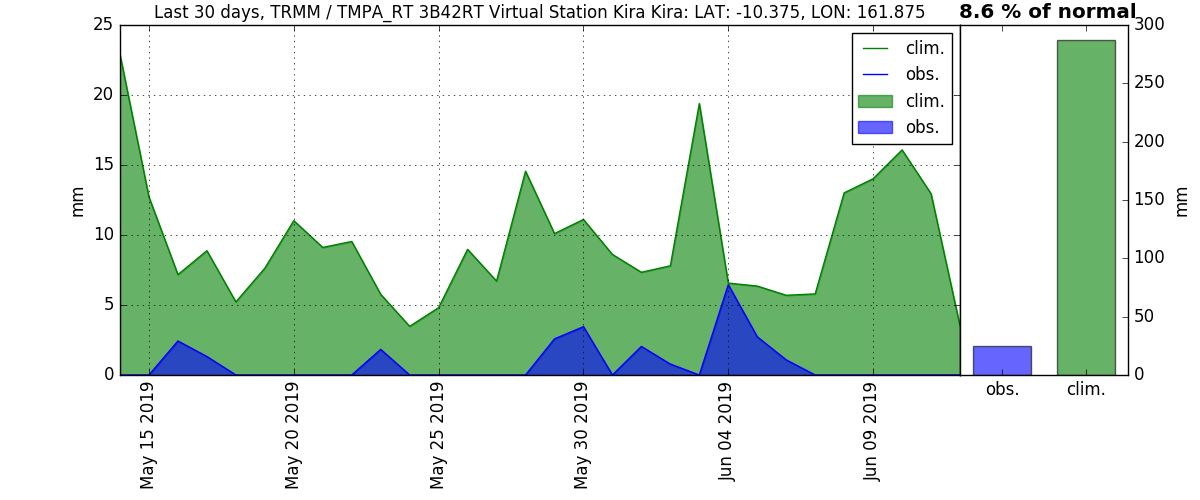 Last 30 days, TRMM / TMPA_RT 3B42RT Virtual Station Kira Kira: LAT: -10.375, LON: 161.875
8.6 % of normal
25
20
15
10
5
0
mm
clim.
obs.
clim.
obs.
May 15 2019
May 20 2019
May 25 2019
May 30 2019
Jun 04 2019
Jun 09 2019
300
250
200
150
100
50
0
mm
obs.
clim.